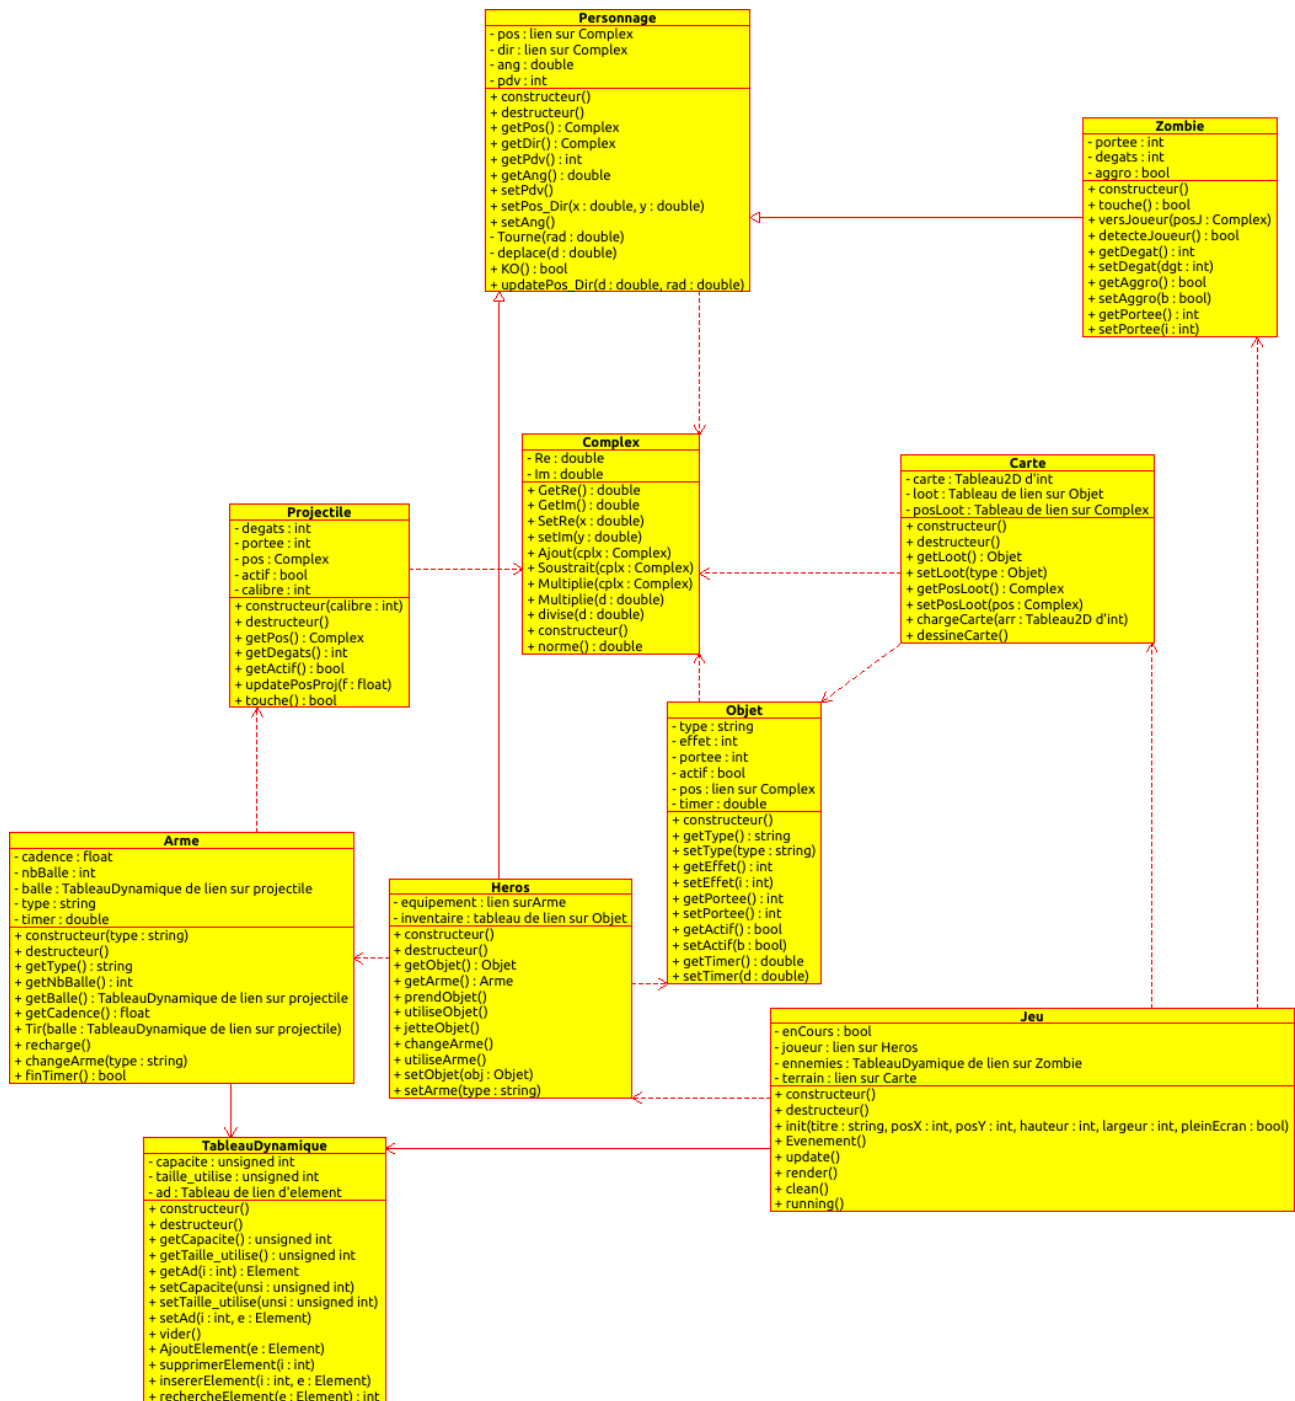 Personnage
- pos : lien sur Complex
- dir : lien sur Complex
- ang : double
- pdv : int
+ constructeur()
+ destructeur()
+ getPos() : Complex
+ getDir() : Complex
+ getPdv() : int
+ getAng() : double
+ setPdv()
+ setPos_Dir(x : double, y : double)
+ setAng()
- Tourne(rad : double)
- deplace(d : double)
+ KO() : bool
+ updatePos_Dir(d : double, rad : double)
Zombie
- portee : int
- degats : int
- aggro : bool
+ constructeur()
+ touche() : bool
+ versJoueur(posJ : Complex)
+ detecteJoueur() : bool
+ getDegat() : int
+ setDegat(dgt : int)
+ getAggro() : bool
+ setAggro(b : bool)
+ getPortee() : int
+ setPortee(i : int)
Complex
- Re : double
- Im : double
+ GetRe() : double
+ GetIm() : double
+ SetRe(x : double)
+ setIm(y : double)
+ Ajout(cplx : Complex)
+ Soustrait(cplx : Complex)
+ Multiplie(cplx : Complex)
+ Multiplie(d : double)
+ divise(d : double)
+ constructeur()
+ norme() : double
Carte
- carte : Tableau2D d'int
- loot : Tableau de lien sur Objet
- posLoot : Tableau de lien sur Complex
+ constructeur()
+ destructeur()
+ getLoot() : Objet
+ setLoot(type : Objet)
+ getPosLoot() : Complex
+ setPosLoot(pos : Complex)
+ chargeCarte(arr : Tableau2D d'int)
+ dessineCarte()
Projectile
- degats : int
- portee : int
- pos : Complex
- actif : bool
- calibre : int
+ constructeur(calibre : int)
+ destructeur()
+ getPos() : Complex
+ getDegats() : int
+ getActif() : bool
+ updatePosProj(f : float)
+ touche() : bool
Objet
- type : string
- effet : int
- portee : int
- actif : bool
- pos : lien sur Complex
- timer : double
+ constructeur()
+ getType() : string
+ setType(type : string)
+ getEffet() : int
+ setEffet(i : int)
+ getPortee() : int
+ setPortee() : int
+ getActif() : bool
+ setActif(b : bool)
+ getTimer() : double
+ setTimer(d : double)
Arme
- cadence : float
- nbBalle : int
- balle : TableauDynamique de lien sur projectile
- type : string
- timer : double
+ constructeur(type : string)
+ destructeur()
+ getType() : string
+ getNbBalle() : int
+ getBalle() : TableauDynamique de lien sur projectile
+ getCadence() : float
+ Tir(balle : TableauDynamique de lien sur projectile)
+ recharge()
+ changeArme(type : string)
+ finTimer() : bool
Heros
- equipement : lien surArme
- inventaire : tableau de lien sur Objet
+ constructeur()
+ destructeur()
+ getObjet() : Objet
+ getArme() : Arme
+ prendObjet()
+ utiliseObjet()
+ jetteObjet()
+ changeArme()
+ utiliseArme()
+ setObjet(obj : Objet)
+ setArme(type : string)
Jeu
- enCours : bool
- joueur : lien sur Heros
- ennemies : TableauDyamique de lien sur Zombie
- terrain : lien sur Carte
+ constructeur()
+ destructeur()
+ init(titre : string, posX : int, posY : int, hauteur : int, largeur : int, pleinEcran : bool)
+ Evenement()
+ update()
+ render()
+ clean()
+ running()
TableauDynamique
- capacite : unsigned int
- taille_utilise : unsigned int
- ad : Tableau de lien d'element
+ constructeur()
+ destructeur()
+ getCapacite() : unsigned int
+ getTaille_utilise() : unsigned int
+ getAd(i : int) : Element
+ setCapacite(unsi : unsigned int)
+ setTaille_utilise(unsi : unsigned int)
+ setAd(i : int, e : Element)
+ vider()
+ AjoutElement(e : Element)
+ supprimerElement(i : int)
+ insererElement(i : int, e : Element)
+ rechercheElement(e : Element) : int